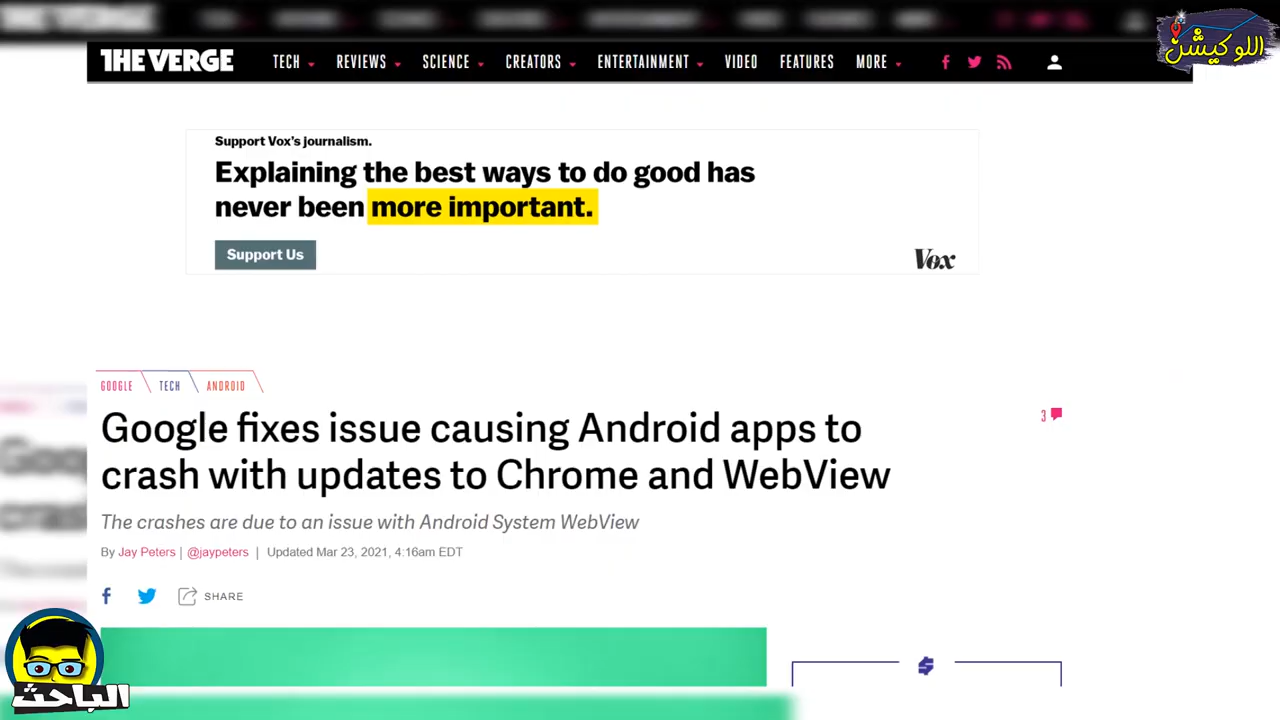 اللوكيشن
THE VERGE
TECH REVIEWS SCIENCE CREATORS ENTERTAINMENT VIDEO FEATURES MORE
Support Vox's journalism.
Explaining the best ways to do good has
never been more important.
Support Us
Vox
GOOGLE TECH ANDROID
Google fixes issue causing Android apps to
crash with updates to Chrome and WebView
3
The crashes are due to an issue with Android System WebView
By Jay Peters | @jaypeters | Updated Mar 23, 2021, 4:16am EDT
SHARE
الباحث